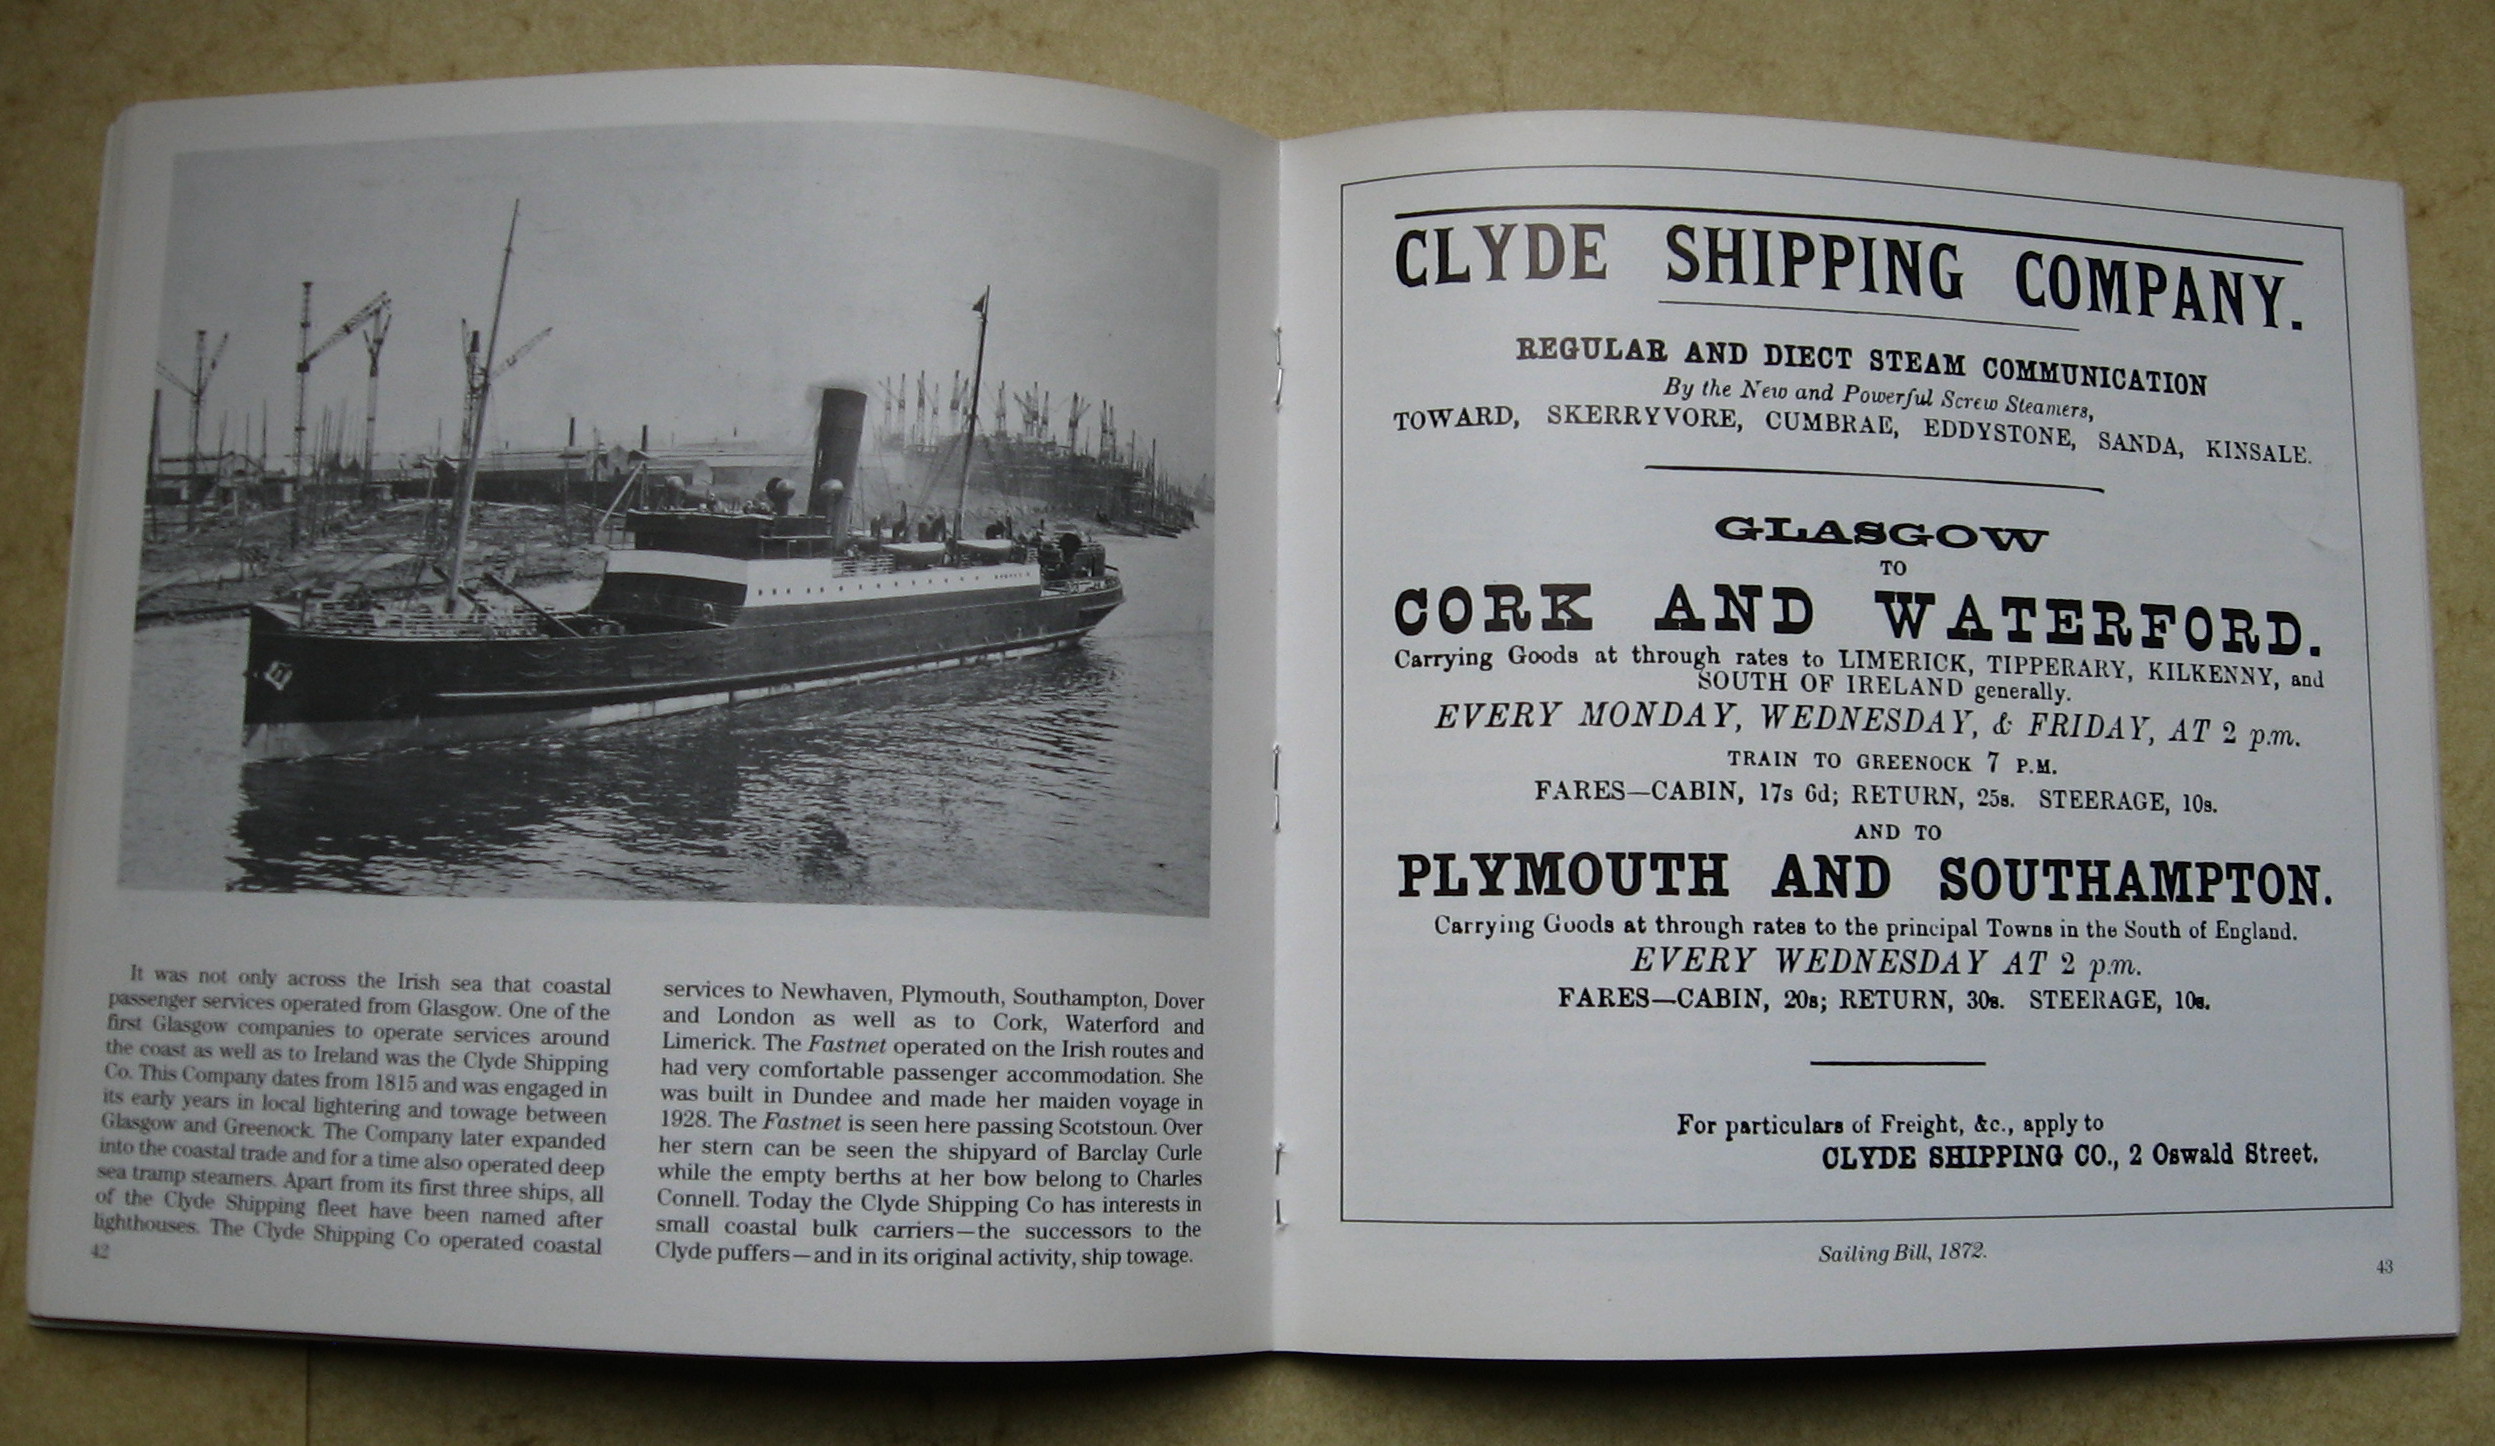 It was not only across the Irish sea that coastal
passenger services operated from Glasgow. One of the
first Glasgow companies to operate services around
the coast as well as to Ireland was the Clyde Shipping
Co. This Company dates from 1815 and was engaged in
its early years in local lightering and towage between
Glasgow and Greenock. The Company later expanded
into the coastal trade and for a time also operated deep
sea tramp steamers. Apart from its first three ships, all
of the Clyde Shipping fleet have been named after
lighthouses. The Clyde Shipping Co operated coastal
42
services to Newhaven, Plymouth, Southampton, Dover
and London as well as to Cork, Waterford and
Limerick. The Fastnet operated on the Irish routes and
had very comfortable passenger accommodation. She
was built in Dundee and made her maiden voyage in
1928. The Fastnet is seen here passing Scotstoun. Over
her stern can be seen the shipyard of Barclay Curle
while the empty berths at her bow belong to Charles
Connell. Today the Clyde Shipping Co has interests in
small coastal bulk carriers—the successors to the
Clyde puffers—and in its original activity, ship towage.
CLYDE SHIPPING COMPANY.
REGULAR AND DIECT STEAM COMMUNICATION
By the New and Powerful Screw Steamers,
TOWARD, SKERRYVORE, CUMBRAE, EDDYSTONE, SANDA, KINSALE.
GLASGOW
TO
CORK AND WATERFORD.
Carrying Goods at through rates to LIMERICK, TIPPERARY, KILKENNY, and
SOUTH OF IRELAND generally.
EVERY MONDAY, WEDNESDAY, & FRIDAY, AT 2 p.m.
TRAIN TO GREENOCK 7 P.M.
FARES—CABIN, 17s 6d; RETURN, 25s. STEERAGE, 10s.
AND TO
PLYMOUTH AND SOUTHAMPTON.
Carrying Goods at through rates to the principal Towns in the South of England.
EVERY WEDNESDAY AT 2 p.m.
FARES—CABIN, 20s; RETURN, 30s. STEERAGE, 10s.
For particulars of Freight, &c., apply to
CLYDE SHIPPING CO., 2 Oswald Street.
Sailing Bill, 1872.
43